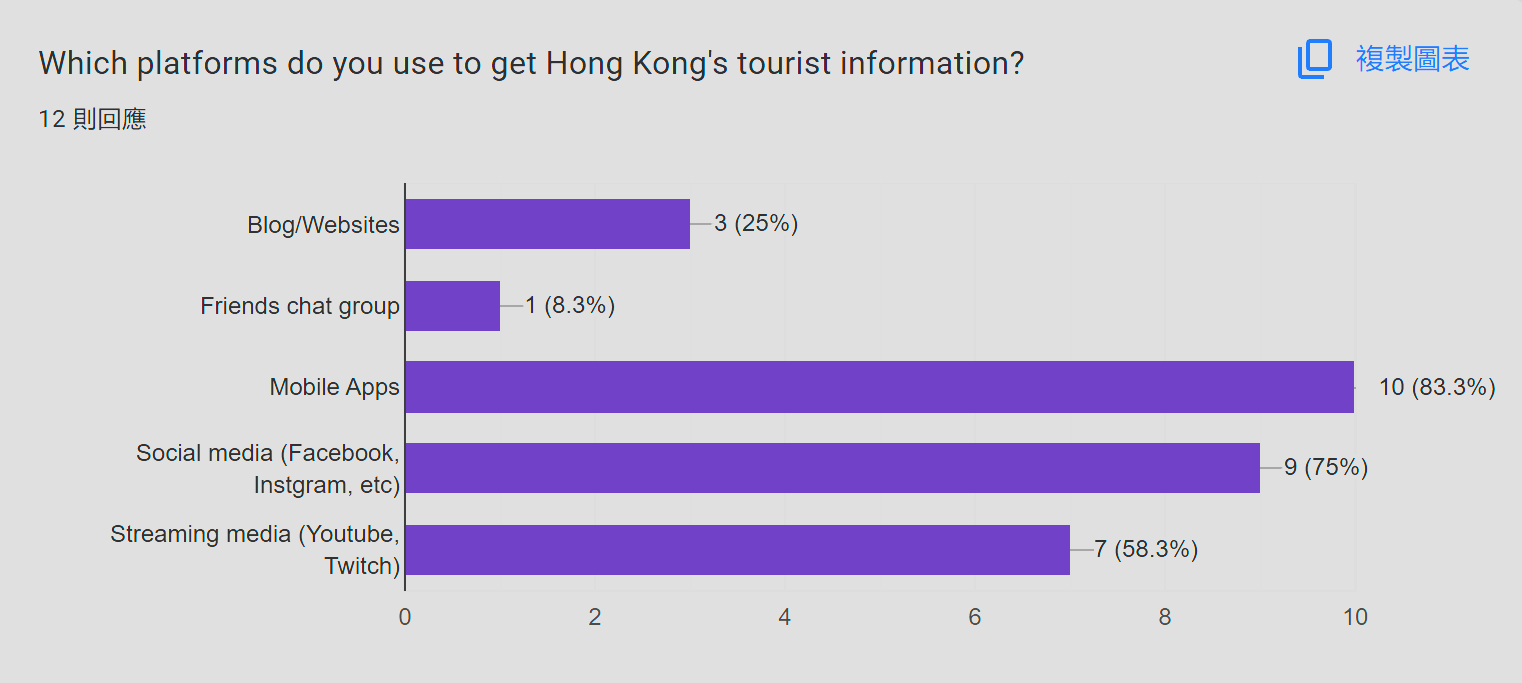 Which platforms do you use to get Hong Kong's tourist information?
複製圖表
12 則回應
Blog/Websites
3 (25%)
Friends chat group
1 (8.3%)
Mobile Apps
10 (83.3%)
Social media (Facebook,
Instgram, etc)
9 (75%)
Streaming media (Youtube,
Twitch)
7 (58.3%)
0 2 4 6 8 10